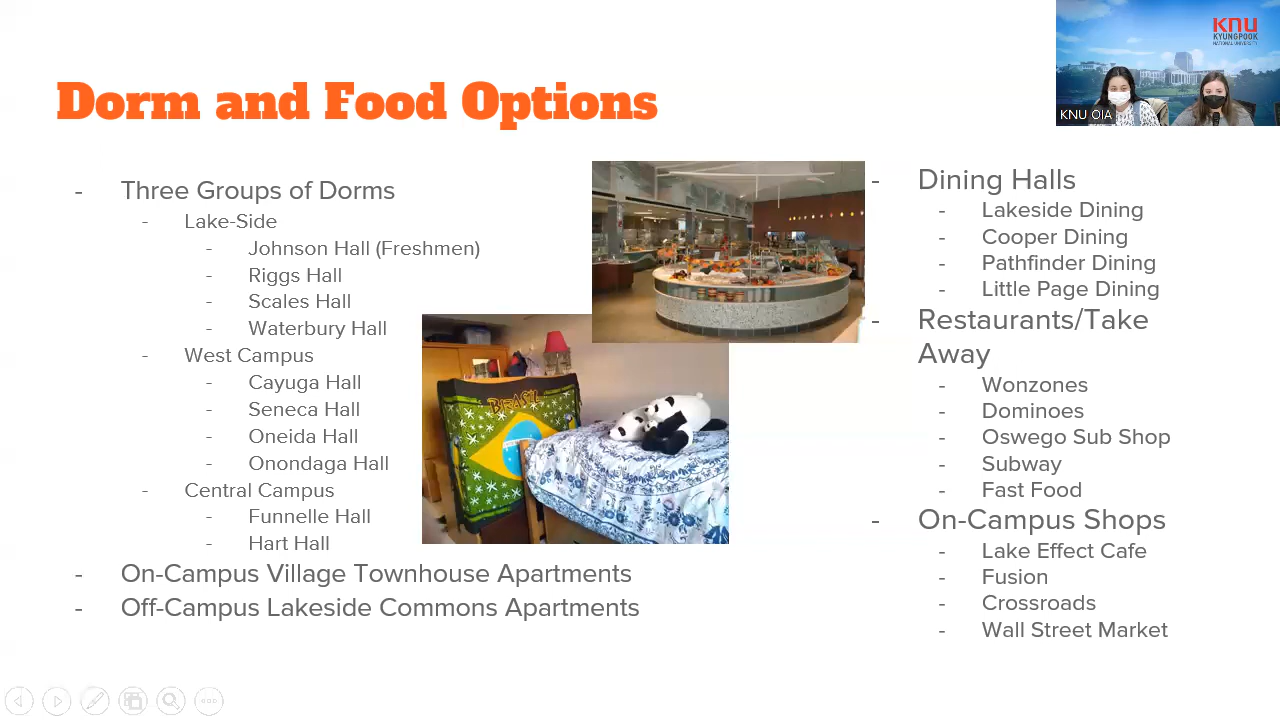 Dorm and Food Options
- Three Groups of Dorms
- Lake-Side
- Johnson Hall (Freshmen)
- Riggs Hall
- Scales Hall
- Waterbury Hall
- West Campus
- Cayuga Hall
- Seneca Hall
- Oneida Hall
- Onondaga Hall
- Central Campus
- Funnelle Hall
- Hart Hall
- On-Campus Village Townhouse Apartments
- Off-Campus Lakeside Commons Apartments
BRASIL
- Dining Halls
- Lakeside Dining
- Cooper Dining
- Pathfinder Dining
- Little Page Dining
- Restaurants/Take
Away
- Wonzones
- Dominoes
- Oswego Sub Shop
- Subway
- Fast Food
- On-Campus Shops
- Lake Effect Cafe
- Fusion
- Crossroads
- Wall Street Market
KNU
KYUNGPOOK
NATIONAL UNIVERSITY
KNU OIA